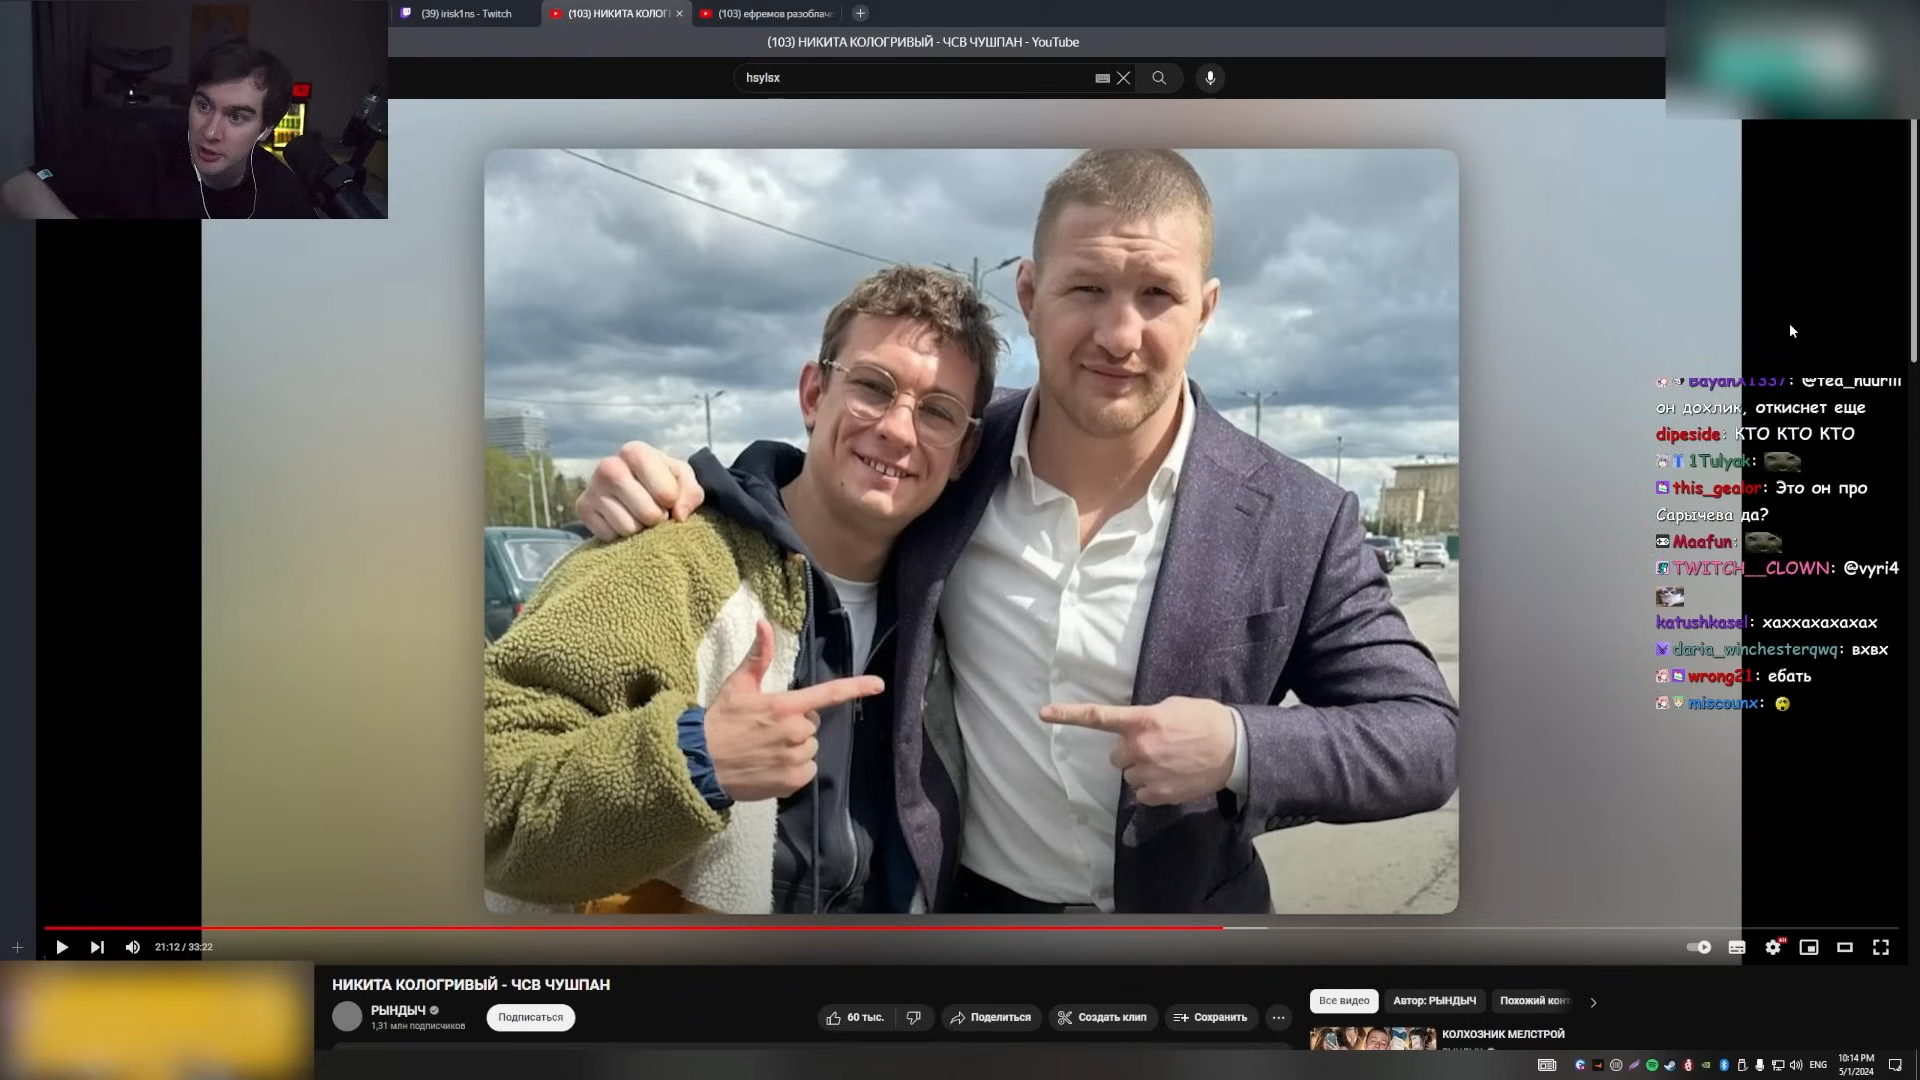 (39) irisk1ns - Twitch
(103) НИКИТА КОЛОГ
(103) ефремов разоблаче
(103) НИКИТА КОЛОГРИВЫЙ - ЧСВ ЧУШПАН - YouTube
hsylsx
BayanX1337: @tea_nuurm
он дохлик, откиснет еще
dipeside: КТО КТО КТО
1Tulyak:
this_gealor: Это он про
Сарычева да?
Maafun:
TWITCH__CLOWN: @vyri4
katushkasel: хаххахахахах
daria_winchesterqwq: вхвх
wrong21: ебать
miscounx:
21:12 / 33:22
НИКИТА КОЛОГРИВЫЙ - ЧСВ ЧУШПАН
РЫНДЫЧ
1,31 млн подписчиков
Подписаться
60 тыс.
Поделиться
Создать клип
Сохранить
Все видео
Автор: РЫНДЫЧ
Похожий конт
КОЛХОЗНИК МЕЛСТРОЙ
ENG
10:14 PM
5/1/2024